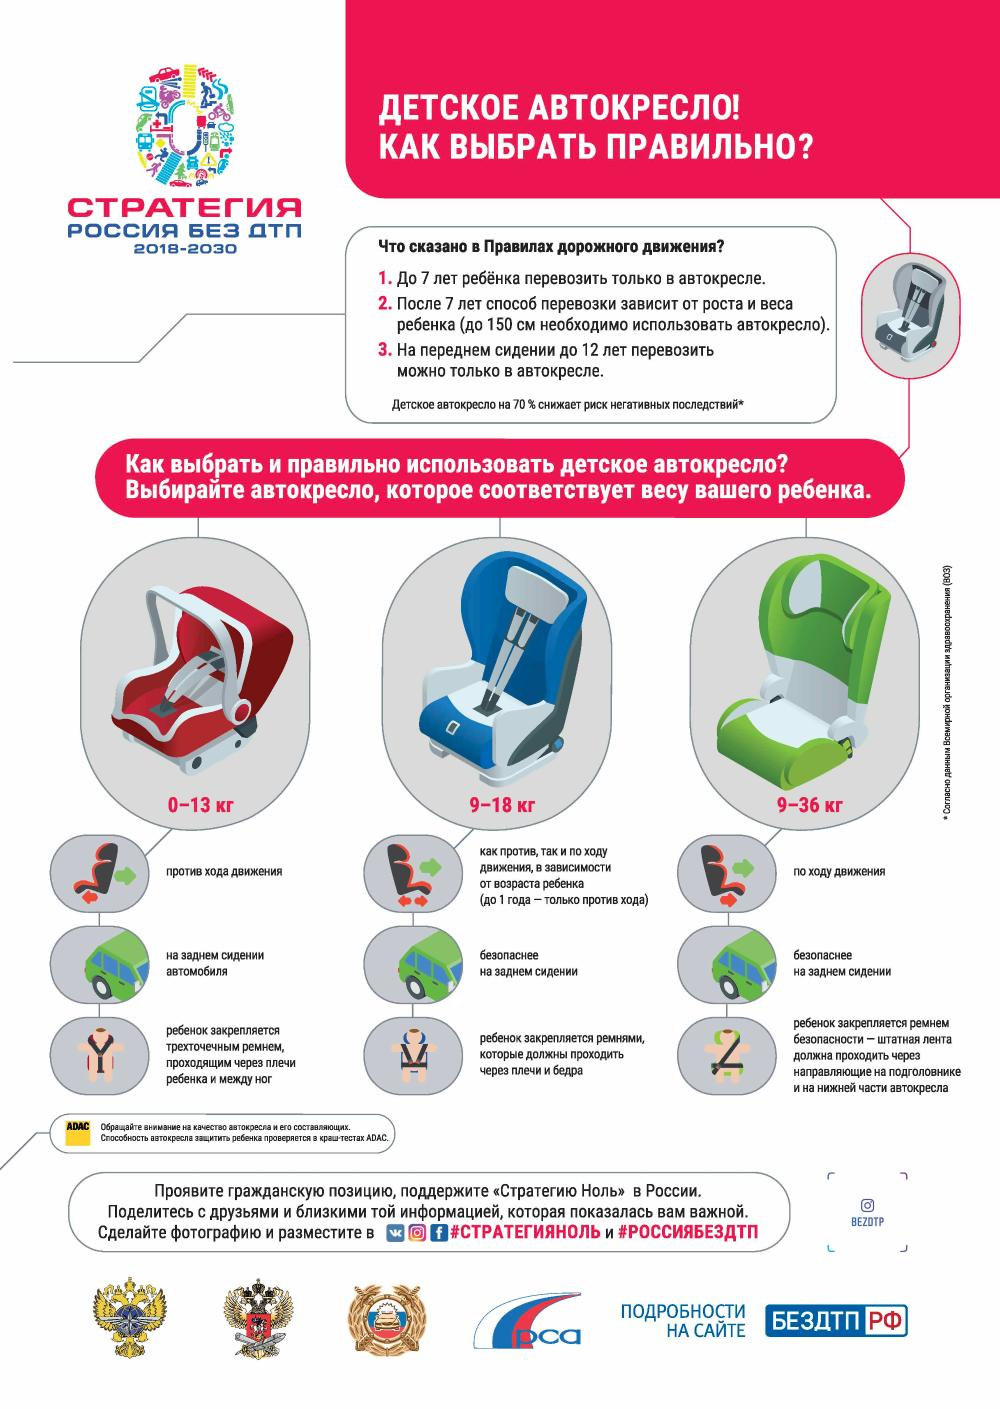 СТРАТЕГИЯ
РОССИЯ БЕЗ ДТП
2018-2030
ДЕТСКОЕ АВТОКРЕСЛО!
КАК ВЫБРАТЬ ПРАВИЛЬНО?
Что сказано в Правилах дорожного движения?
1. До 7 лет ребёнка перевозить только в автокресле.
2. После 7 лет способ перевозки зависит от роста и веса
ребенка (до 150 см необходимо использовать автокресло).
3. На переднем сидении до 12 лет перевозить
можно только в автокресле.
Детское автокресло на 70 % снижает риск негативных последствий*
Как выбрать и правильно использовать детское автокресло?
Выбирайте автокресло, которое соответствует весу вашего ребенка.
* Согласно данным Всемирной организации здравоохранения (ВОЗ)
0–13 кг
против хода движения
на заднем сидении
автомобиля
ребенок закрепляется
трехточечным ремнем,
проходящим через плечи
ребенка и между ног
9–18 кг
как против, так и по ходу
движения, в зависимости
от возраста ребенка
(до 1 года — только против хода)
безопаснее
на заднем сидении
ребенок закрепляется ремнями,
которые должны проходить
через плечи и бедра
9–36 кг
по ходу движения
безопаснее
на заднем сидении
ребенок закрепляется ремнем
безопасности — штатная лента
должна проходить через
направляющие на подголовнике
и на нижней части автокресла
ADAC
Обращайте внимание на качество автокресла и его составляющих.
Способность автокресла защитить ребенка проверяется в краш-тестах ADAC.
Проявите гражданскую позицию, поддержите «Стратегию Ноль» в России.
Поделитесь с друзьями и близкими той информацией, которая показалась вам важной.
Сделайте фотографию и разместите в #СТРАТЕГИЯНОЛЬ и #РОССИЯБЕЗДТП
BEZDTP
рса
ПОДРОБНОСТИ
НА САЙТЕ
БЕЗДТП РФ